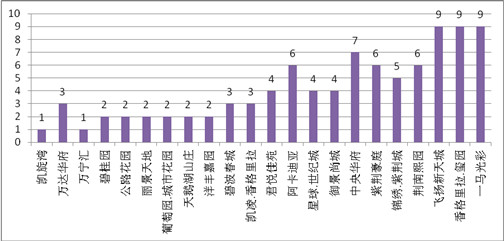 10
9
8
7
6
5
4
3
2
1
0
1
3
1
2
2
2
2
2
2
3
3
4
6
4
4
7
6
5
6
9
9
9
凯旋湾
万达华府
万宁汇
碧桂园
公路花园
丽景天地
葡萄园.城市花园
天鹅湖山庄
洋丰嘉园
碧波春城
凯凌.香格里拉
君悦佳苑
阿卡迪亚
星球.世纪城
御景尚城
中央华府
紫荆豪庭
锦绣.紫荆城
荆南熙园
飞扬新天城
香格里拉.玺园
一马光彩